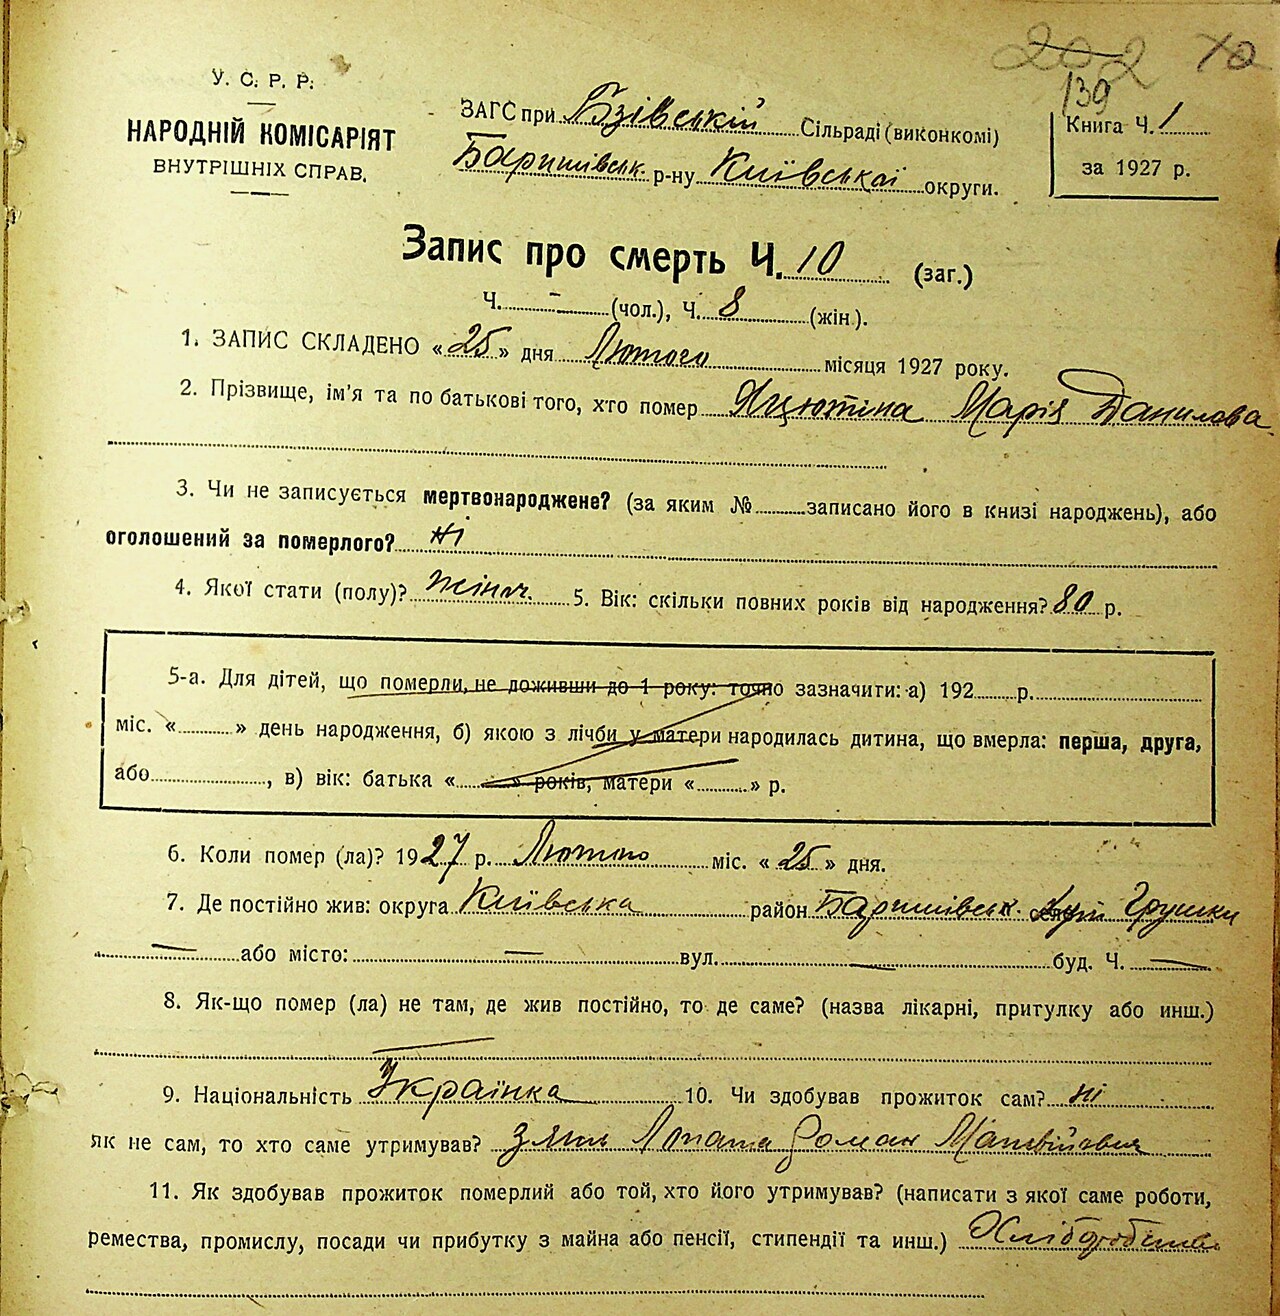 202 70
139
У. С. Р. Р.
НАРОДНІЙ КОМІСАРІЯТ
ВНУТРІШНІХ СПРАВ.
ЗАГС при Бзівській Сільраді (виконкомі)
Баришівськ. р-ну Київської округи.
Книга Ч. 1
за 1927 р.
Запис про смерть Ч. 10 (заг.)
Ч. - (чол.), Ч. 8 (жін.).
1. ЗАПИС СКЛАДЕНО «25» дня Лютого місяця 1927 року.
2. Прізвище, ім'я та по батькові того, хто помер Яцютіна Марія Данилова
3. Чи не записується мертвонароджене? (за яким № записано його в книзі народжень), або
оголошений за померлого? Ні
4. Якої стати (полу)? жіноч. 5. Вік: скільки повних років від народження? 80 р.
5-а. Для дітей, що померли, не доживши до 1 року: точно зазначити: а) 192 р.
міс. « » день народження, б) якою з лічби у матери народилась дитина, що вмерла: перша, друга,
або , в) вік: батька « » років, матери « » р.
6. Коли помер (ла)? 1927 р. Лютого міс. «25» дня.
7. Де постійно жив: округа Київська район Баришівськ. Грушки
— або місто: — вул. — буд. Ч. —
8. Як-що помер (ла) не там, де жив постійно, то де саме? (назва лікарні, притулку або инш.)
9. Національність Українка 10. Чи здобував прожиток сам? ні
як не сам, то хто саме утримував? зять Лопата Роман Матвійович
11. Як здобував прожиток померлий або той, хто його утримував? (написати з якої саме роботи,
ремества, промислу, посади чи прибутку з майна або пенсії, стипендії та инш.) Хлібороб